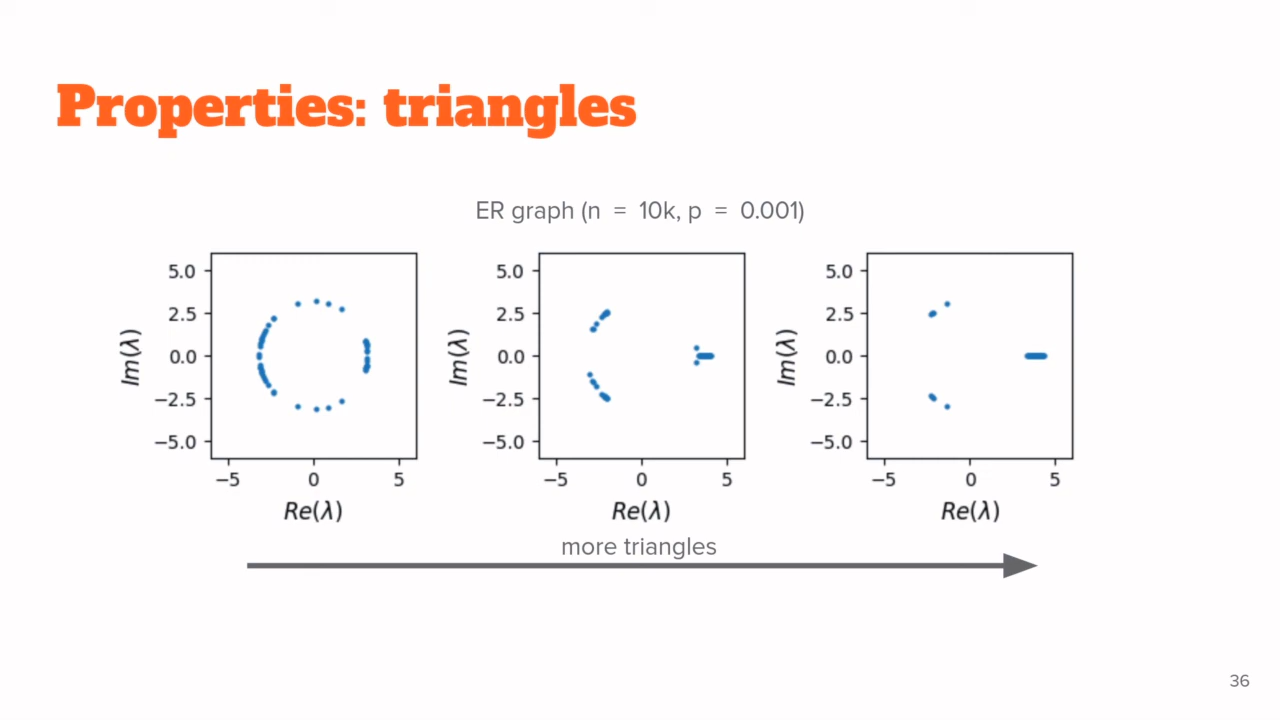 Properties: triangles
ER graph (n = 10k, p = 0.001)
5.0
2.5
0.0
−2.5
−5.0
Im(λ)
−5 0 5
Re(λ)
5.0
2.5
0.0
−2.5
−5.0
Im(λ)
−5 0 5
Re(λ)
5.0
2.5
0.0
−2.5
−5.0
Im(λ)
−5 0 5
Re(λ)
more triangles
36